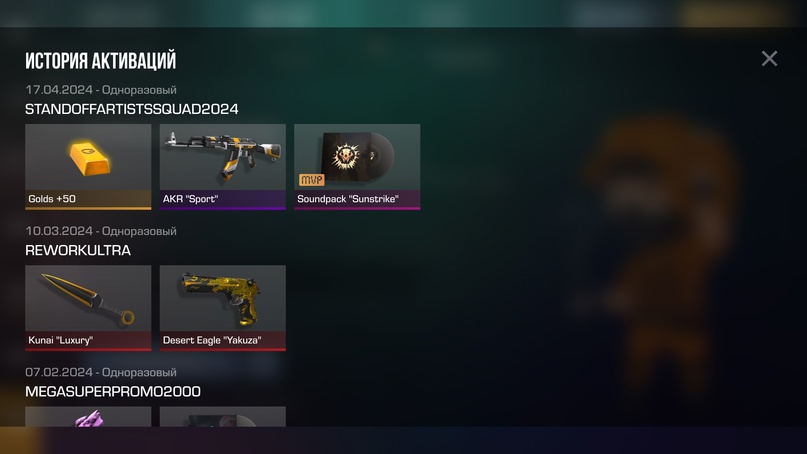 ИСТОРИЯ АКТИВАЦИЙ
17.04.2024 - Одноразовый
STANDOFFARTISTSSQUAD2024
MVP
Golds +50
AKR "Sport"
Soundpack "Sunstrike"
10.03.2024 - Одноразовый
REWORKULTRA
Kunai "Luxury"
Desert Eagle "Yakuza"
07.02.2024 - Одноразовый
MEGASUPERPROMO2000